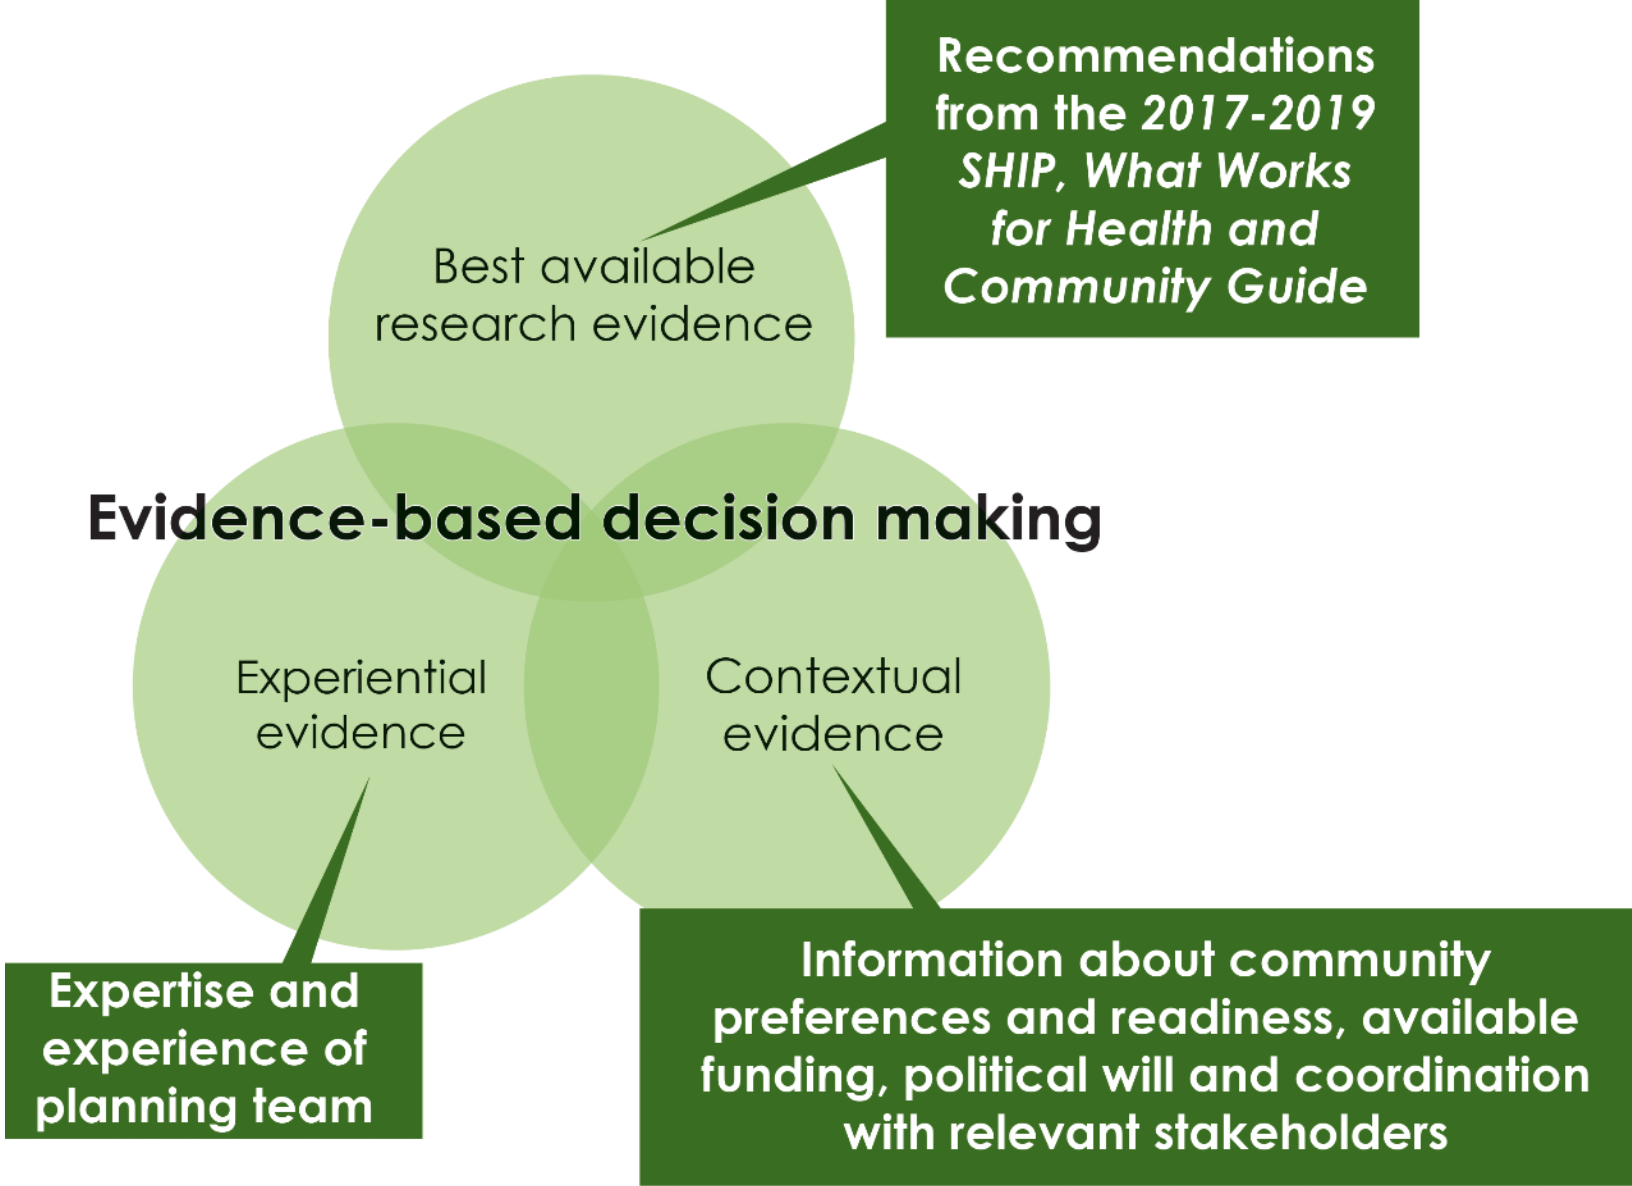 Recommendations
from the 2017-2019
SHIP, What Works
for Health and
Community Guide
Best available
research evidence
Evidence-based decision making
Experiential
evidence
Contextual
evidence
Expertise and
experience of
planning team
Information about community
preferences and readiness, available
funding, political will and coordination
with relevant stakeholders